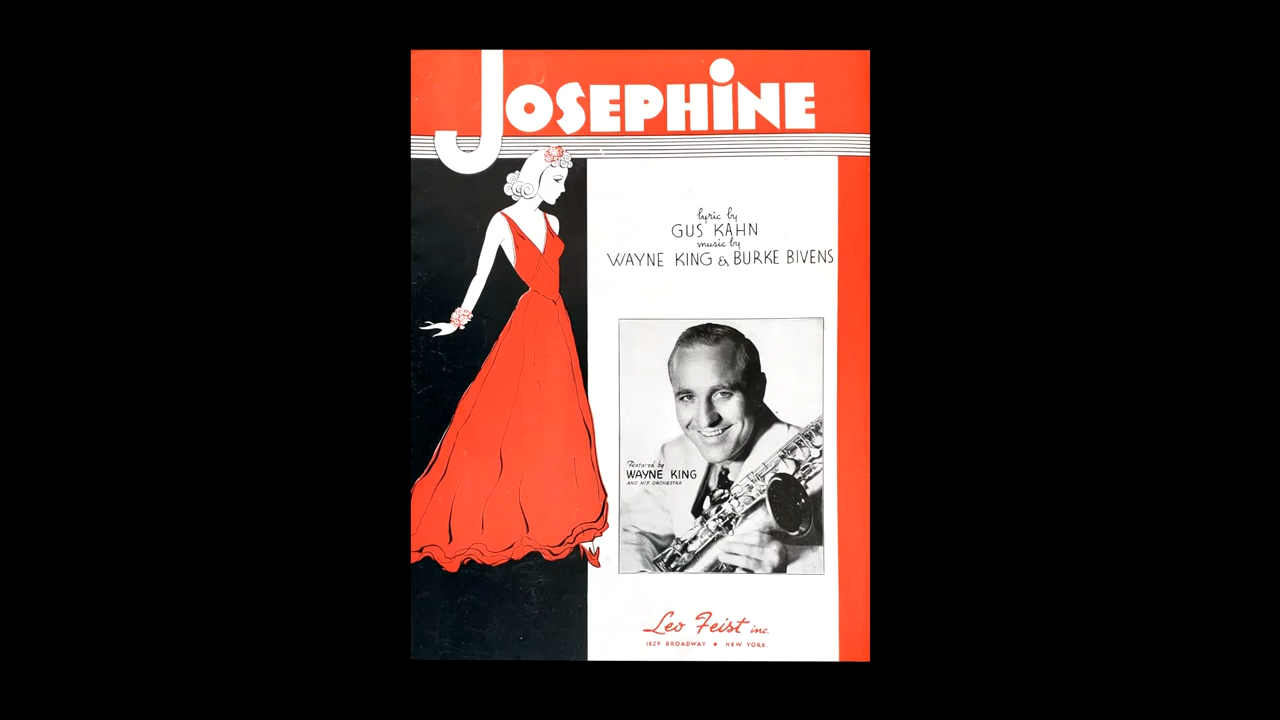 JOSEPHiNE
lyric by
GUS KAHN
music by
WAYNE KING & BURKE BIVENS
Featured by
WAYNE KING
AND HIS ORCHESTRA
Leo Feist inc.
1629 BROADWAY * NEW YORK.